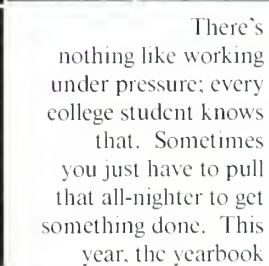 There's
nothing like working
under pressure; every
college student knows
that. Sometimes
you just have to pull
that all-nighter to get
something done. This
year, the yearbook